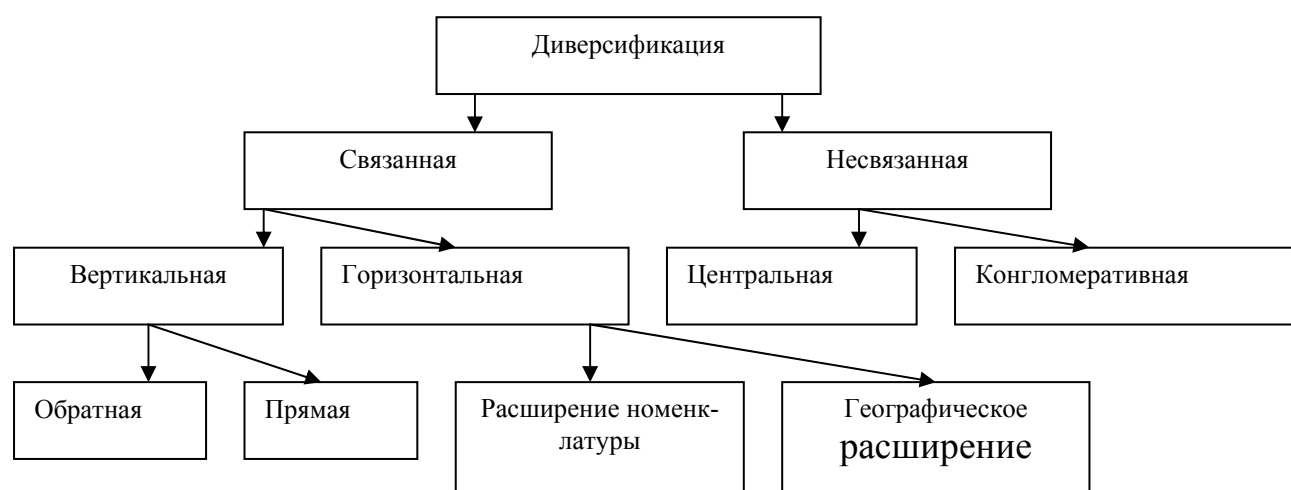 Диверсификация
Связанная
Несвязанная
Вертикальная
Горизонтальная
Центральная
Конгломеративная
Обратная
Прямая
Расширение номенк-
латуры
Географическое
расширение